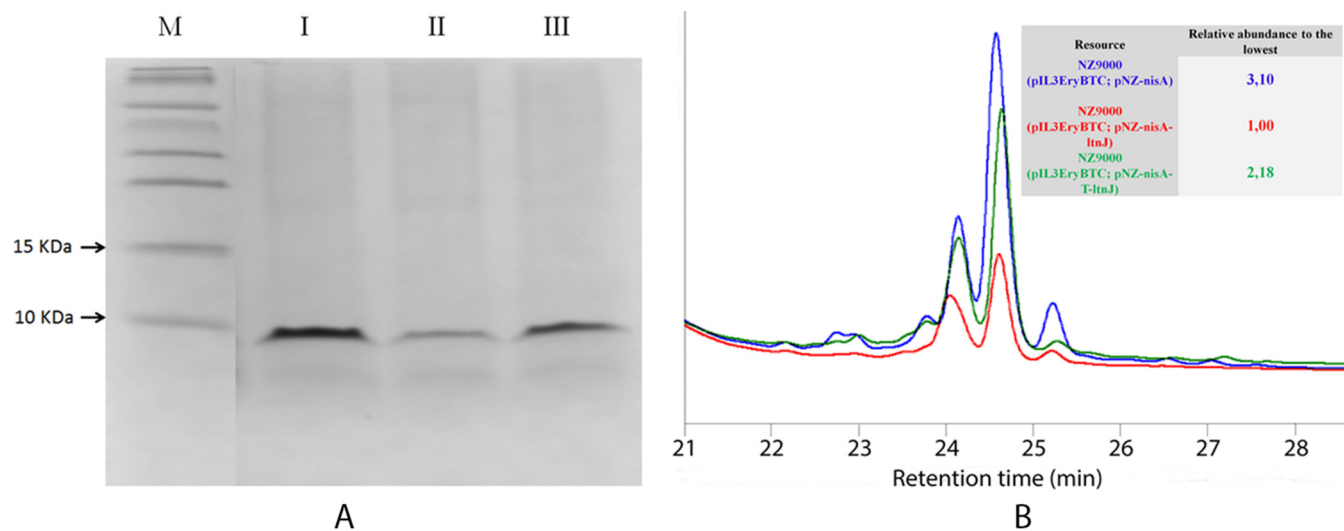 M I II III
15 KDa
10 KDa
A
Resource Relative abundance to the
lowest
NZ9000
(pIL3EryBTC; pNZ-nisA) 3,10
NZ9000
(pIL3EryBTC; pNZ-nisA-
ltnJ) 1,00
NZ9000
(pIL3EryBTC; pNZ-nisA-
T-ltnJ) 2,18
21 22 23 24 25 26 27 28
Retention time (min)
B